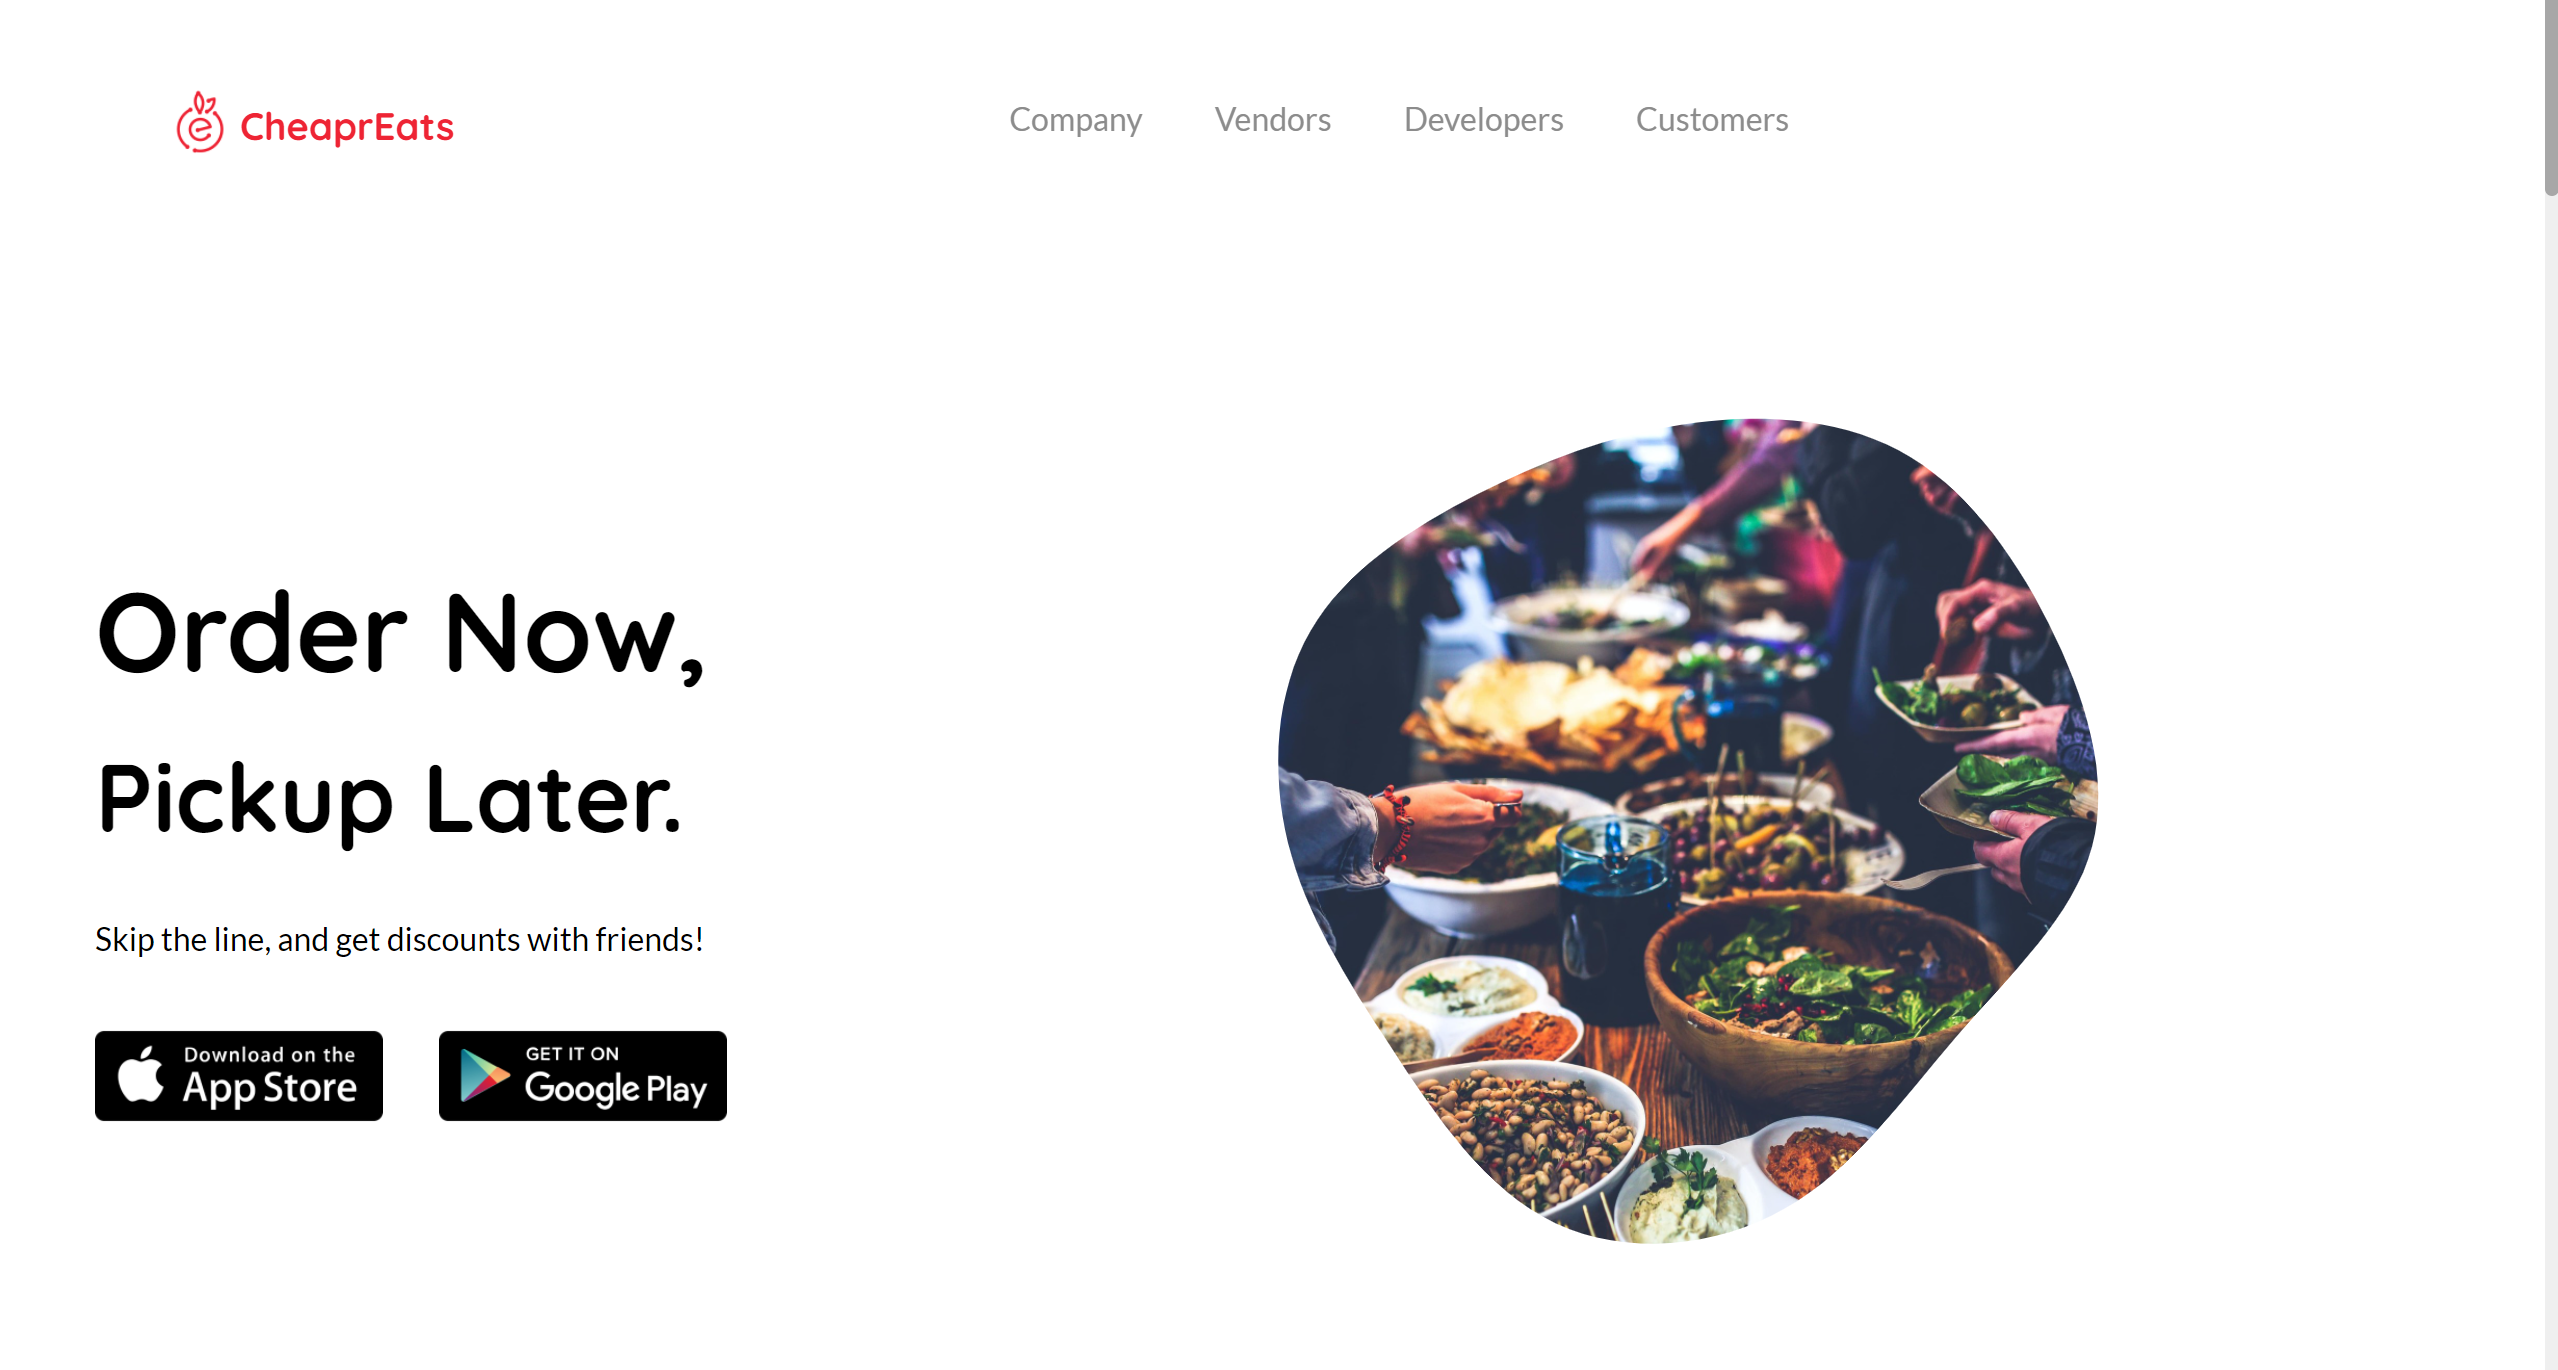 CheaprEats
Company Vendors Developers Customers
Order Now,
Pickup Later.
Skip the line, and get discounts with friends!
Download on the
App Store
GET IT ON
Google Play